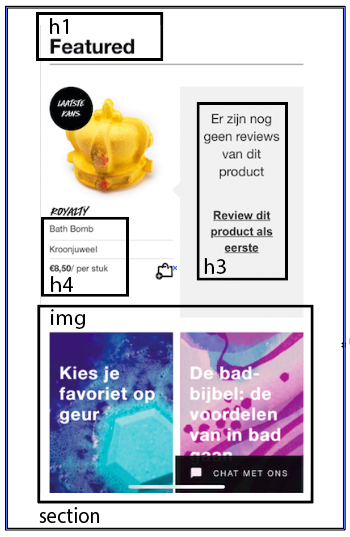 h1
Featured
LAATSTE
KANS
ROYALTY
Bath Bomb
Kroonjuweel
€8,50/ per stuk
h4
Er zijn nog
geen reviews
van dit
product
Review dit
product als
eerste
h3
img
Kies je
favoriet op
geur
De bad-
bijbel: de
voordelen
van in bad
gaan
CHAT MET ONS
section